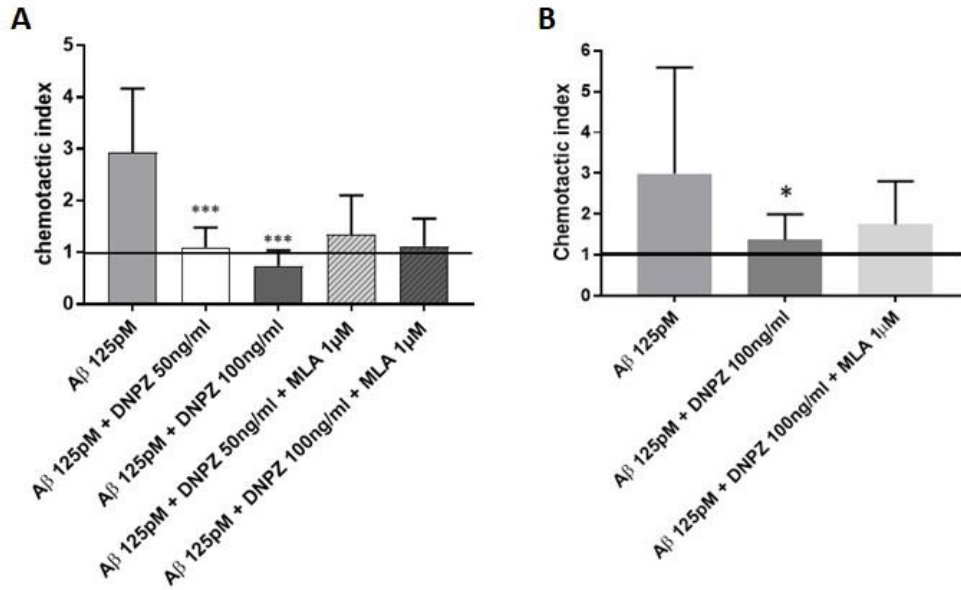 A
chemotactic index
5
4
3
2
1
0
***
***
Aβ 125pM
Aβ 125pM + DNPZ 50ng/ml
Aβ 125pM + DNPZ 100ng/ml
Aβ 125pM + DNPZ 50ng/ml + MLA 1µM
Aβ 125pM + DNPZ 100ng/ml + MLA 1µM
B
Chemotactic index
6
5
4
3
2
1
0
*
Aβ 125pM
Aβ 125pM + DNPZ 100ng/ml
Aβ 125pM + DNPZ 100ng/ml + MLA 1µM